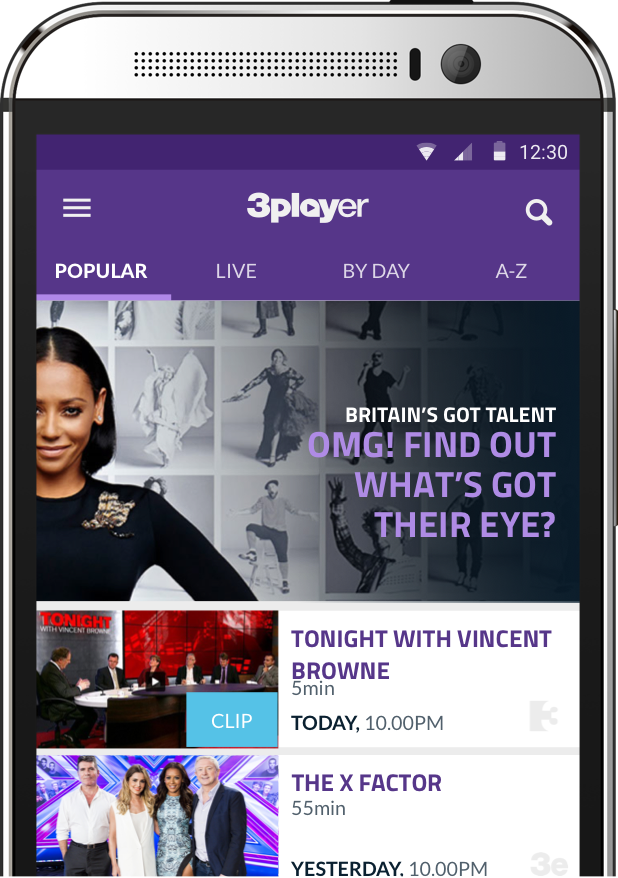 12:30
3player
POPULAR
LIVE
BY DAY
A-Z
BRITAIN'S GOT TALENT
OMG! FIND OUT
WHAT'S GOT
THEIR EYE?
TONIGHT
WITH VINCENT BROWNE
CLIP
TONIGHT WITH VINCENT
BROWNE
5min
TODAY, 10.00PM
3
THE X FACTOR
55min
YESTERDAY, 10.00PM
3e